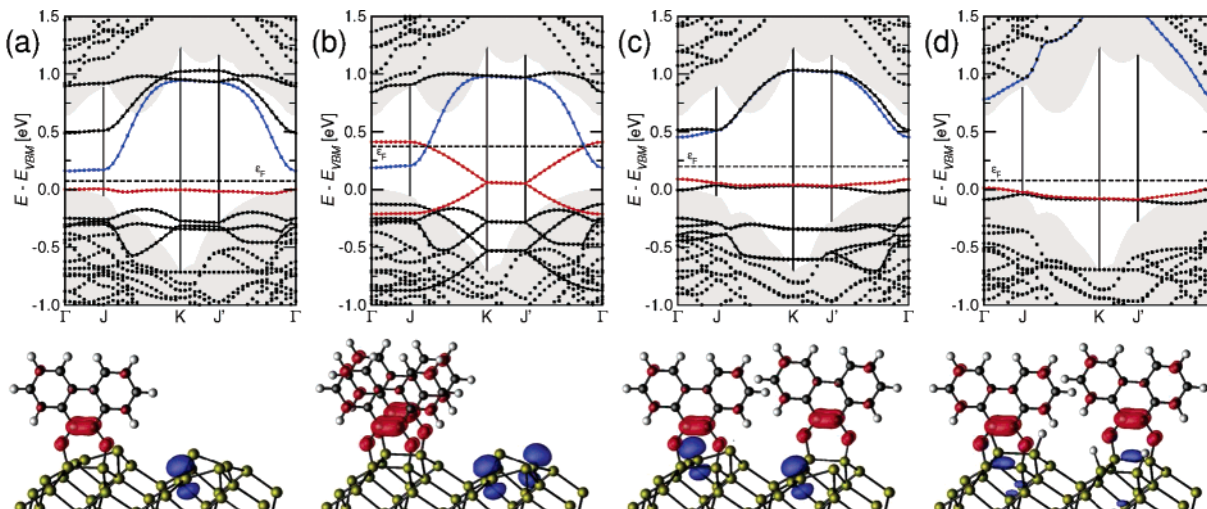 (a) (b) (c) (d)
E - E_VBM [eV] E - E_VBM [eV] E - E_VBM [eV] E - E_VBM [eV]
1.5 1.5 1.5 1.5
1.0 1.0 1.0 1.0
0.5 0.5 0.5 0.5
ε_F ε_F ε_F ε_F
0.0 0.0 0.0 0.0
-0.5 -0.5 -0.5 -0.5
-1.0 -1.0 -1.0 -1.0
Γ J K J' Γ Γ J K J' Γ Γ J K J' Γ Γ J K J'